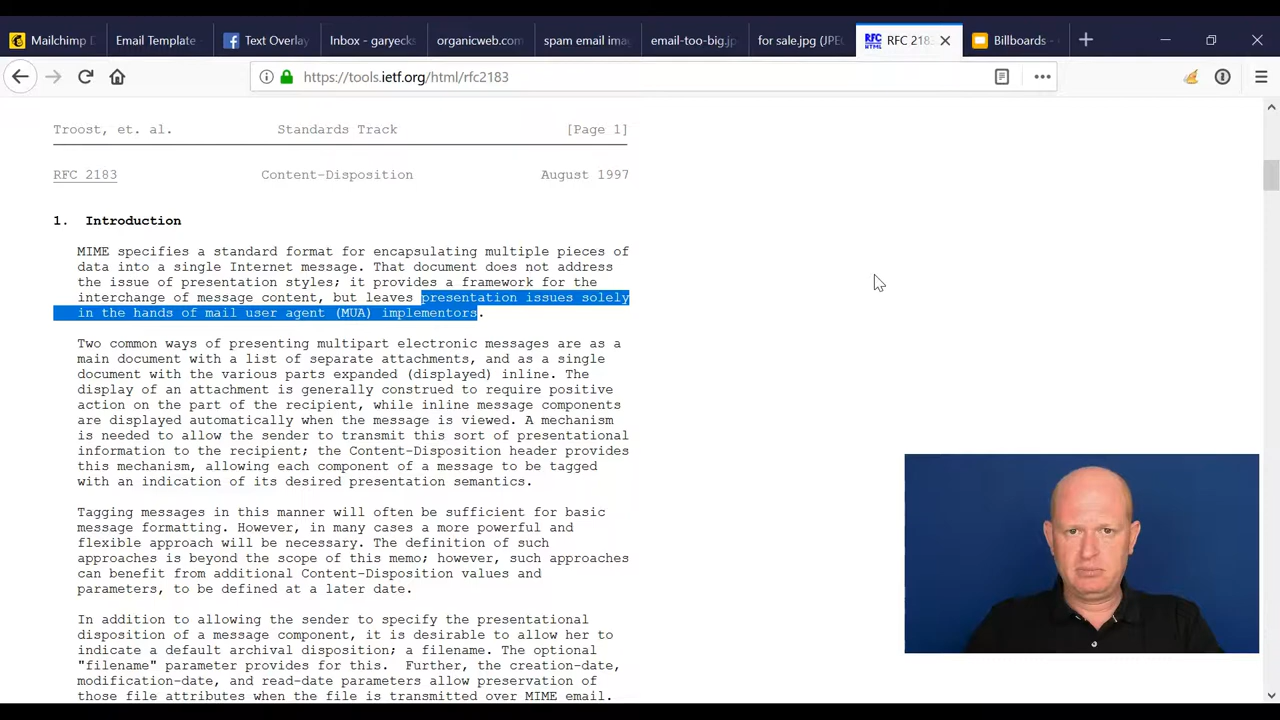 Mailchimp
Email Template
Text Overlay
Inbox - garyecks
organicweb.com
spam email ima
email-too-big.jp
for sale.jpg (JPE
RFC HTML
RFC 2183
Billboards -
https://tools.ietf.org/html/rfc2183
Troost, et. al. Standards Track [Page 1]
RFC 2183 Content-Disposition August 1997
1. Introduction
MIME specifies a standard format for encapsulating multiple pieces of
data into a single Internet message. That document does not address
the issue of presentation styles; it provides a framework for the
interchange of message content, but leaves presentation issues solely
in the hands of mail user agent (MUA) implementors.
Two common ways of presenting multipart electronic messages are as a
main document with a list of separate attachments, and as a single
document with the various parts expanded (displayed) inline. The
display of an attachment is generally construed to require positive
action on the part of the recipient, while inline message components
are displayed automatically when the message is viewed. A mechanism
is needed to allow the sender to transmit this sort of presentational
information to the recipient; the Content-Disposition header provides
this mechanism, allowing each component of a message to be tagged
with an indication of its desired presentation semantics.
Tagging messages in this manner will often be sufficient for basic
message formatting. However, in many cases a more powerful and
flexible approach will be necessary. The definition of such
approaches is beyond the scope of this memo; however, such approaches
can benefit from additional Content-Disposition values and
parameters, to be defined at a later date.
In addition to allowing the sender to specify the presentational
disposition of a message component, it is desirable to allow her to
indicate a default archival disposition; a filename. The optional
"filename" parameter provides for this. Further, the creation-date,
modification-date, and read-date parameters allow preservation of
those file attributes when the file is transmitted over MIME email.